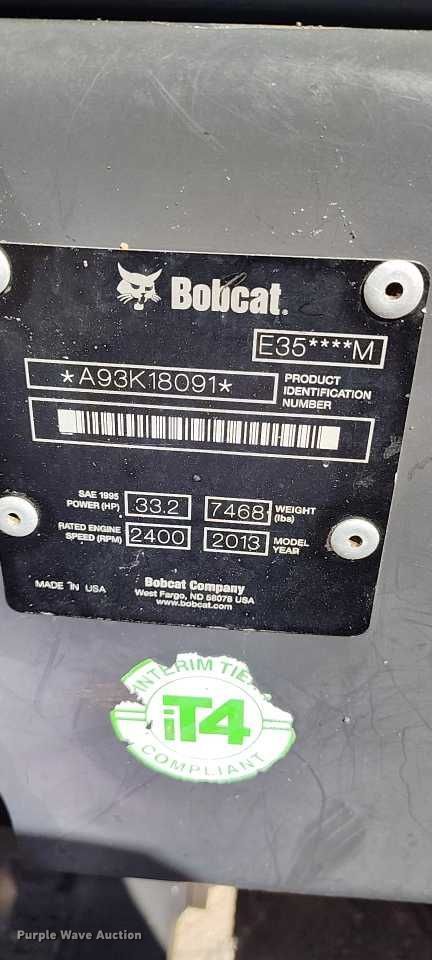 Bobcat.
E35****M
*A93K18091*
PRODUCT IDENTIFICATION NUMBER
SAE 1995 POWER (HP)
33.2
7468
WEIGHT (lbs)
RATED ENGINE SPEED (RPM)
2400
2013
MODEL YEAR
MADE IN USA
Bobcat Company
West Fargo, ND 58078 USA
www.bobcat.com
INTERIM TIE
iT4
COMPLIANT
Purple Wave Auction